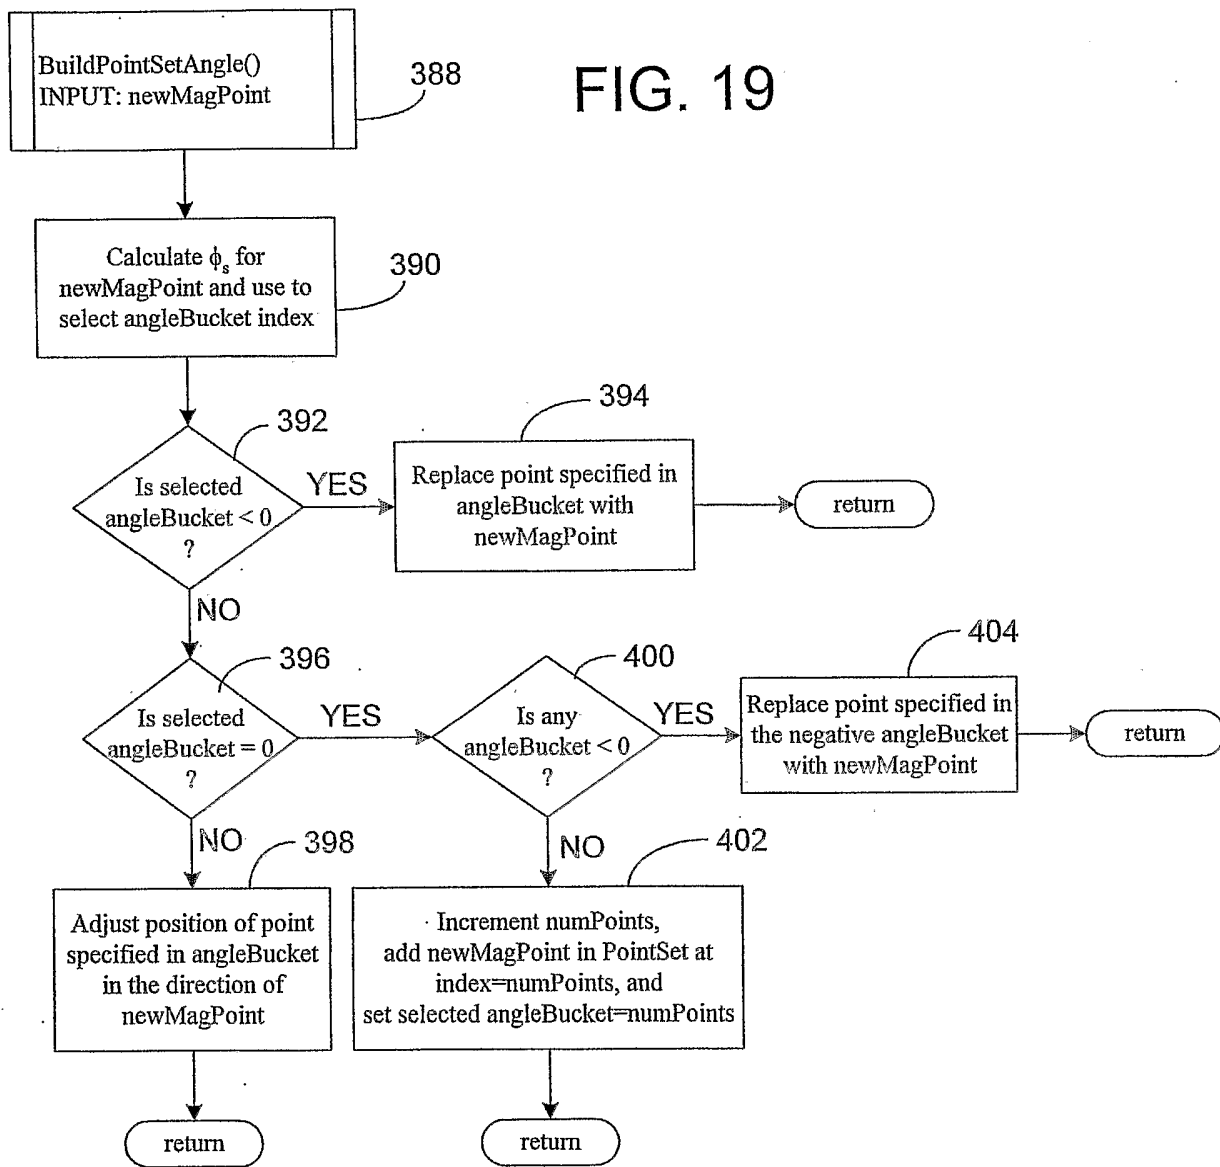 BuildPointSetAngle()
INPUT: newMagPoint
388
FIG. 19
Calculate ϕs for
newMagPoint and use to
select angleBucket index
390
392
Is selected
angleBucket < 0
?
YES
394
Replace point specified in
angleBucket with
newMagPoint
return
NO
396
Is selected
angleBucket = 0
?
YES
400
Is any
angleBucket < 0
?
YES
404
Replace point specified in
the negative angleBucket
with newMagPoint
return
NO
398
Adjust position of point
specified in angleBucket
in the direction of
newMagPoint
return
NO
402
Increment numPoints,
add newMagPoint in PointSet at
index=numPoints, and
set selected angleBucket=numPoints
return